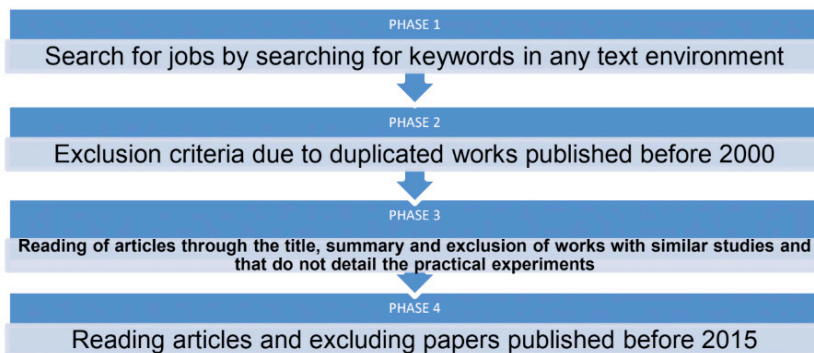 PHASE 1
Search for jobs by searching for keywords in any text environment
PHASE 2
Exclusion criteria due to duplicated works published before 2000
PHASE 3
Reading of articles through the title, summary and exclusion of works with similar studies and
that do not detail the practical experiments
PHASE 4
Reading articles and excluding papers published before 2015